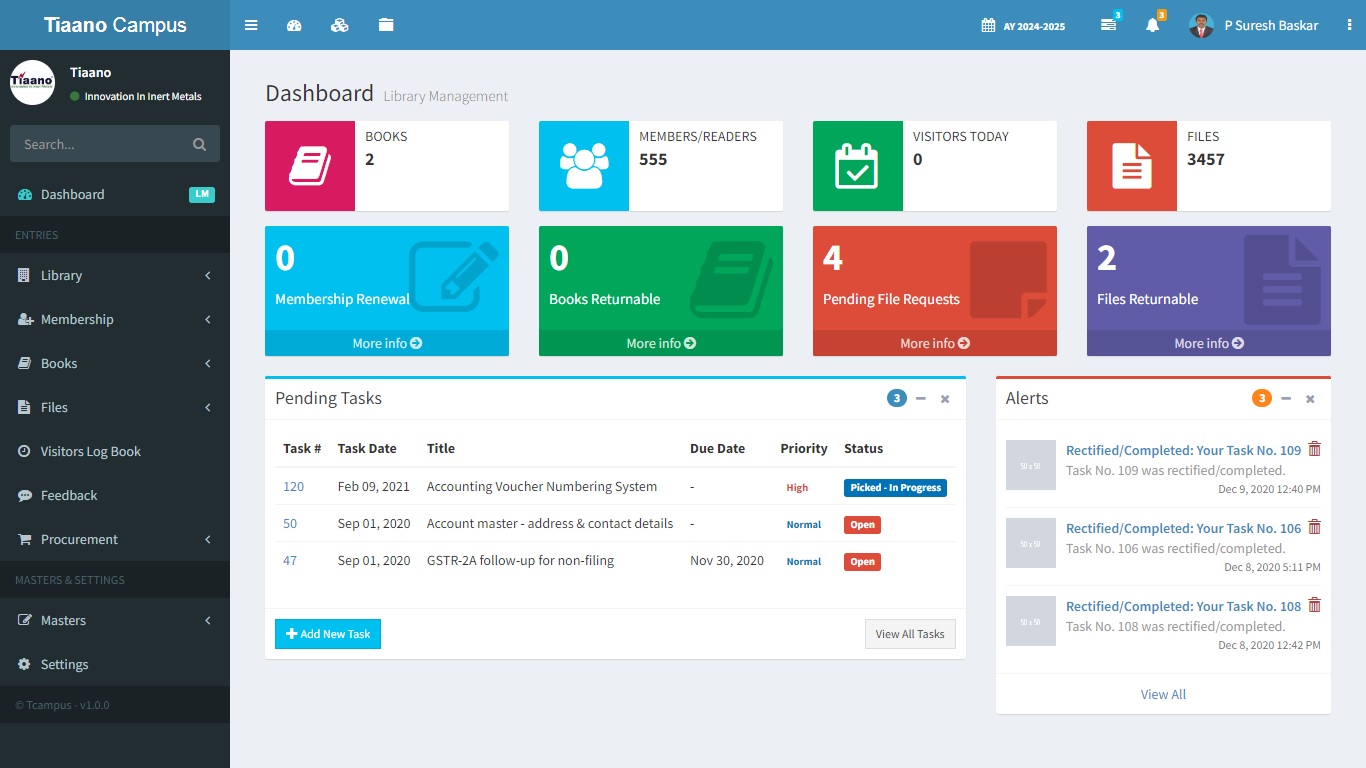 Tiaano Campus
3
3
AY 2024-2025
P Suresh Baskar
Tiaano
Tiaano
Innovation In Inert Metals
Search...
Dashboard
LM
ENTRIES
Library
Membership
Books
Files
Visitors Log Book
Feedback
Procurement
MASTERS & SETTINGS
Masters
Settings
© Tcampus - v1.0.0
Dashboard Library Management
BOOKS
2
MEMBERS/READERS
555
VISITORS TODAY
0
FILES
3457
0
Membership Renewal
More info
0
Books Returnable
More info
4
Pending File Requests
More info
2
Files Returnable
More info
Pending Tasks
3
Task # Task Date Title Due Date Priority Status
120 Feb 09, 2021 Accounting Voucher Numbering System - High Picked - In Progress
50 Sep 01, 2020 Account master - address & contact details - Normal Open
47 Sep 01, 2020 GSTR-2A follow-up for non-filing Nov 30, 2020 Normal Open
Add New Task
View All Tasks
Alerts
3
50 x 50
Rectified/Completed: Your Task No. 109
Task No. 109 was rectified/completed.
Dec 9, 2020 12:40 PM
50 x 50
Rectified/Completed: Your Task No. 106
Task No. 106 was rectified/completed.
Dec 8, 2020 5:11 PM
50 x 50
Rectified/Completed: Your Task No. 108
Task No. 108 was rectified/completed.
Dec 8, 2020 12:42 PM
View All